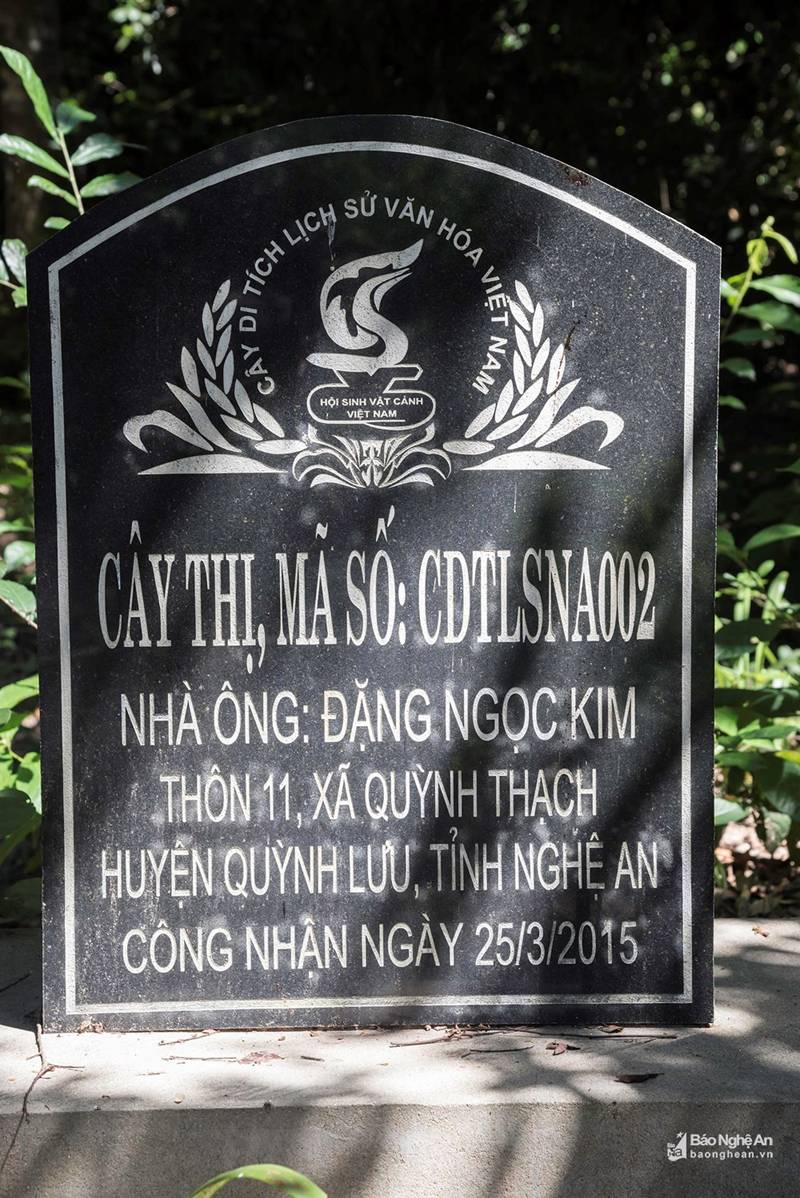 CÂY DI TÍCH LỊCH SỬ VĂN HÓA VIỆT NAM
HỘI SINH VẬT CẢNH
VIỆT NAM
CÂY THỊ, MÃ SỐ: CDTLSNA002
NHÀ ÔNG: ĐẶNG NGỌC KIM
THÔN 11, XÃ QUỲNH THẠCH
HUYỆN QUỲNH LƯU, TỈNH NGHỆ AN
CÔNG NHẬN NGÀY 25/3/2015
Báo Nghệ An
baonghean.vn